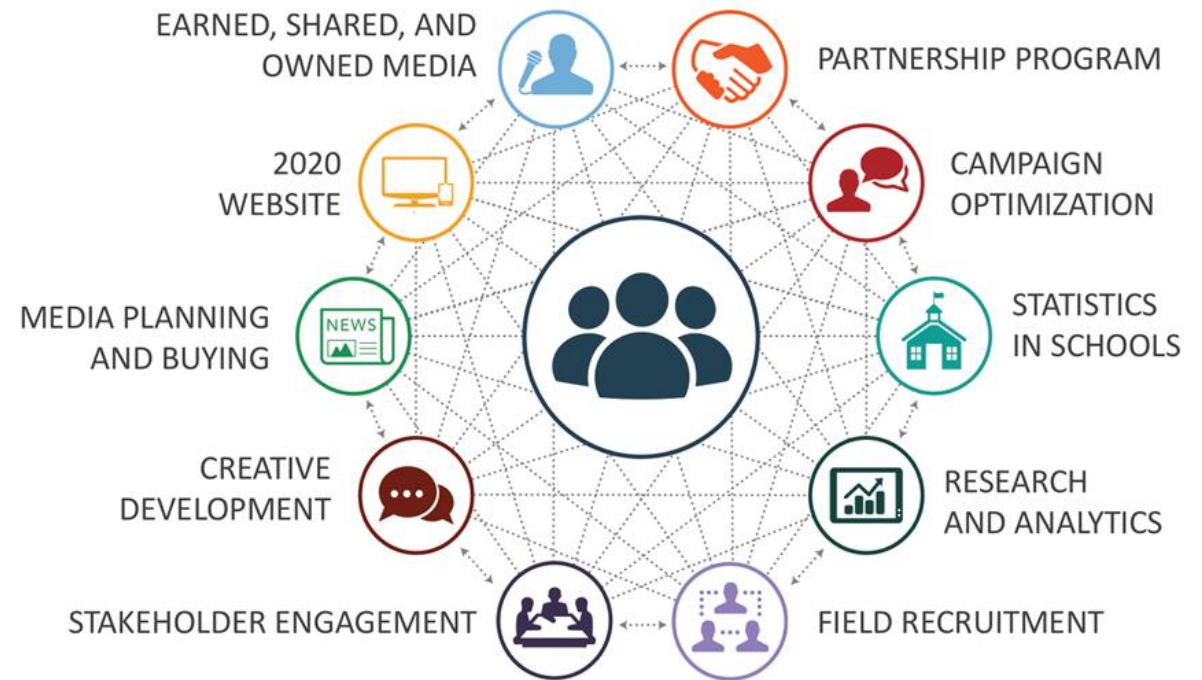 EARNED, SHARED, AND
OWNED MEDIA
PARTNERSHIP PROGRAM
2020
WEBSITE
CAMPAIGN
OPTIMIZATION
MEDIA PLANNING
AND BUYING
NEWS
STATISTICS
IN SCHOOLS
CREATIVE
DEVELOPMENT
RESEARCH
AND ANALYTICS
STAKEHOLDER ENGAGEMENT
FIELD RECRUITMENT